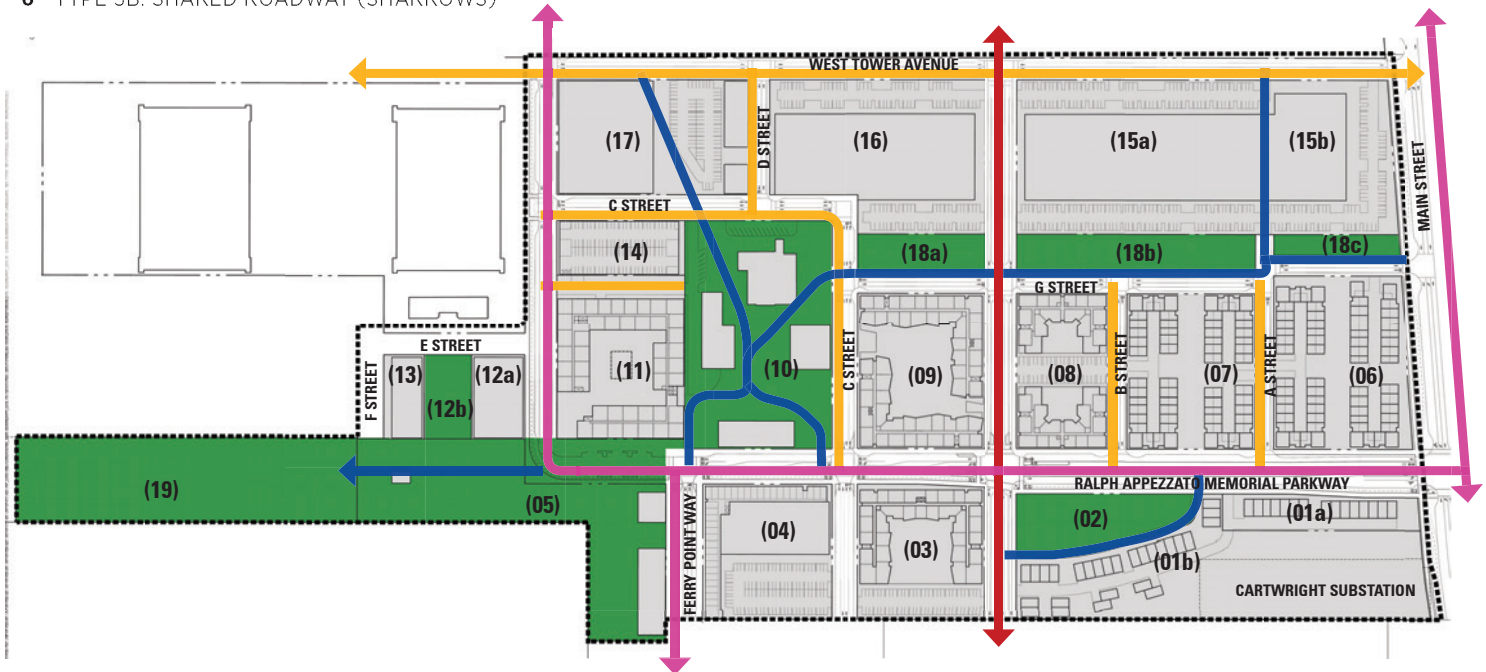 6 TYPE 3B: SHARED ROADWAY (SHARROWS)
WEST TOWER AVENUE
(17)
D STREET
(16)
(15a)
(15b)
MAIN STREET
C STREET
(14)
(18a)
(18b)
(18c)
G STREET
E STREET
F STREET
(13)
(12b)
(12a)
(11)
(10)
C STREET
(09)
(08)
B STREET
(07)
A STREET
(06)
RALPH APPEZZATO MEMORIAL PARKWAY
(19)
(05)
FERRY POINT WAY
(04)
(03)
(02)
(01a)
(01b)
CARTWRIGHT SUBSTATION